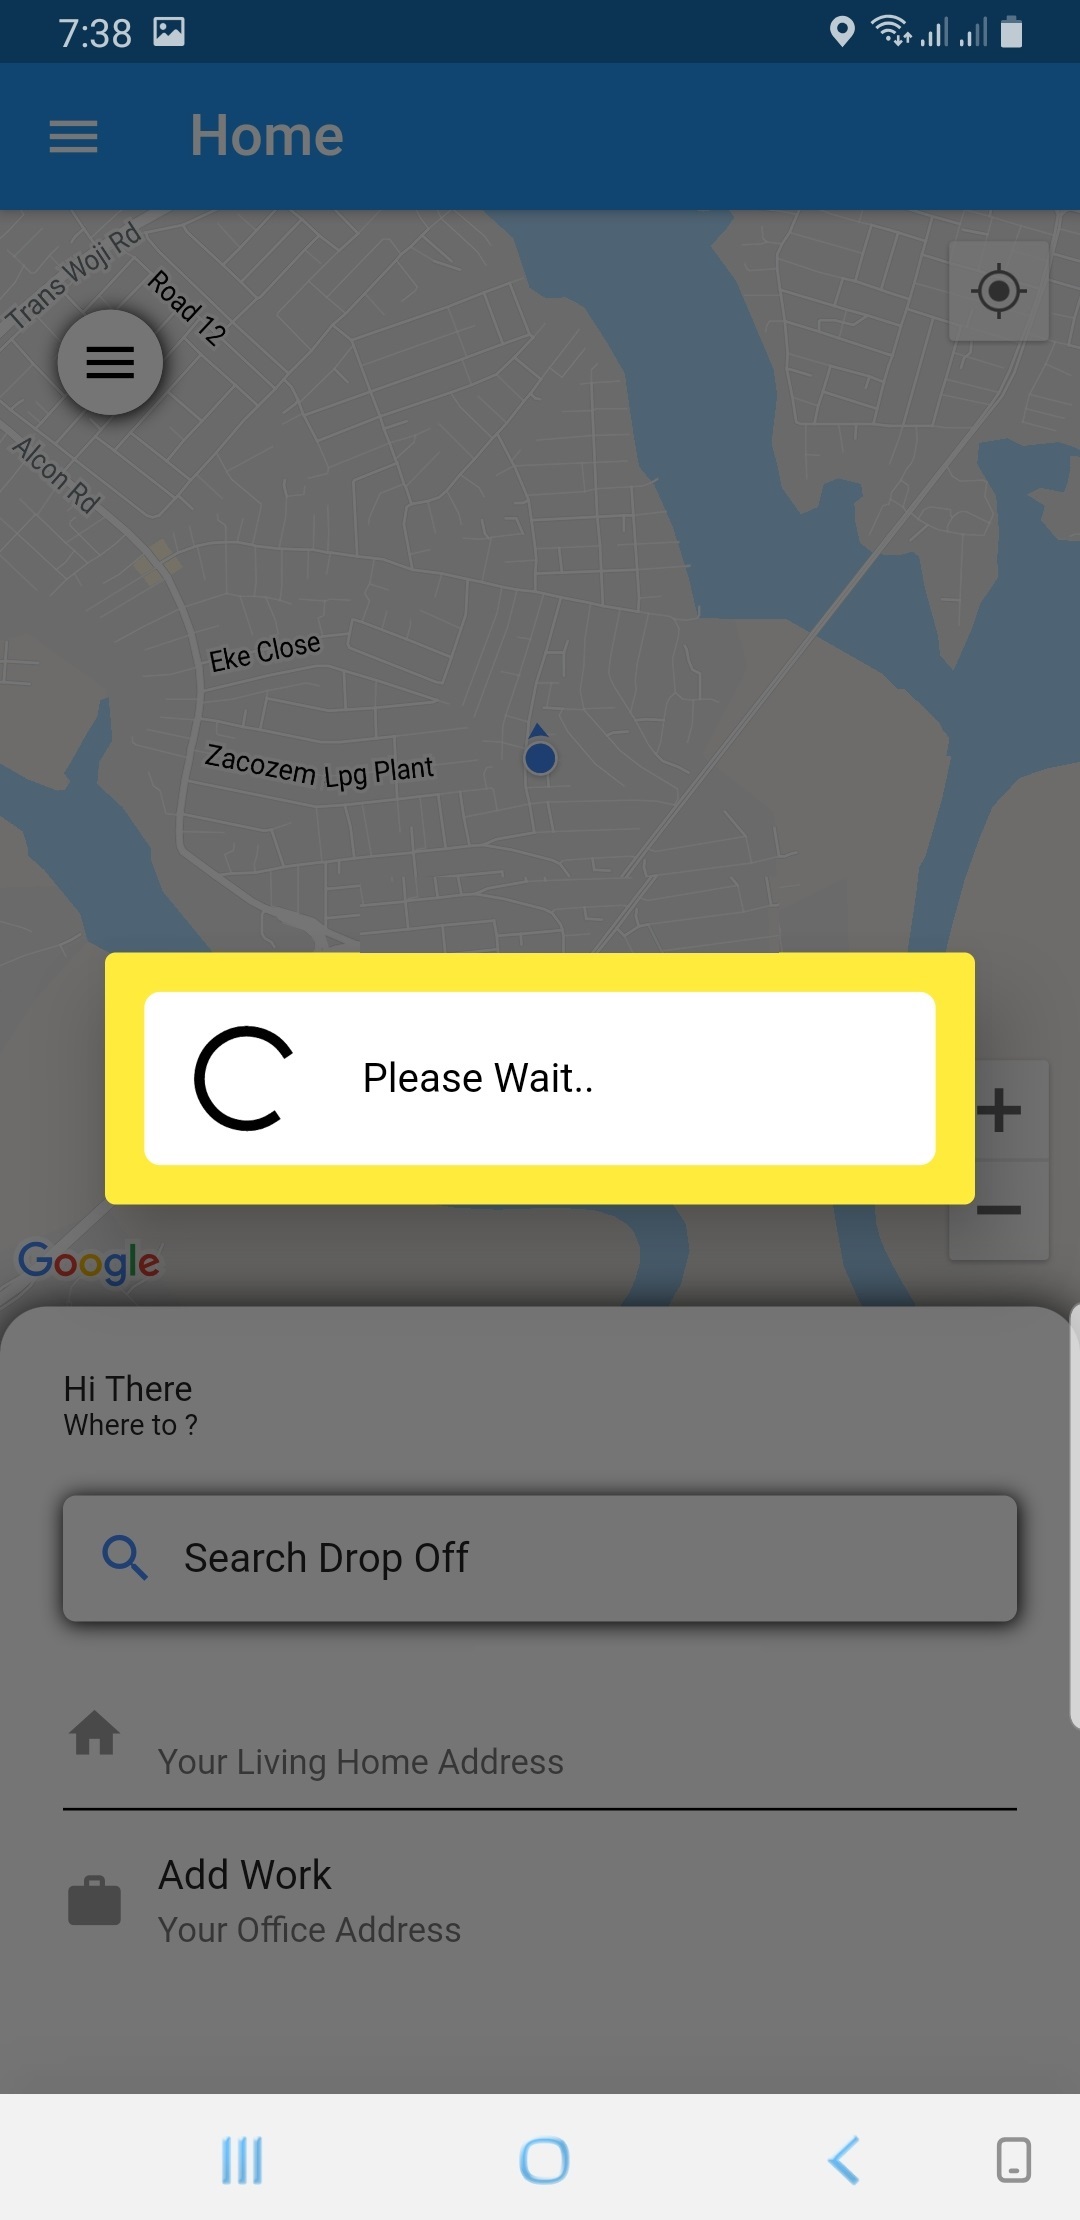 7:38
Home
Trans Woji Rd
Road 12
Alcon Rd
Eke Close
Zacozem Lpg Plant
Please Wait..
Google
Hi There
Where to ?
Search Drop Off
Your Living Home Address
Add Work
Your Office Address